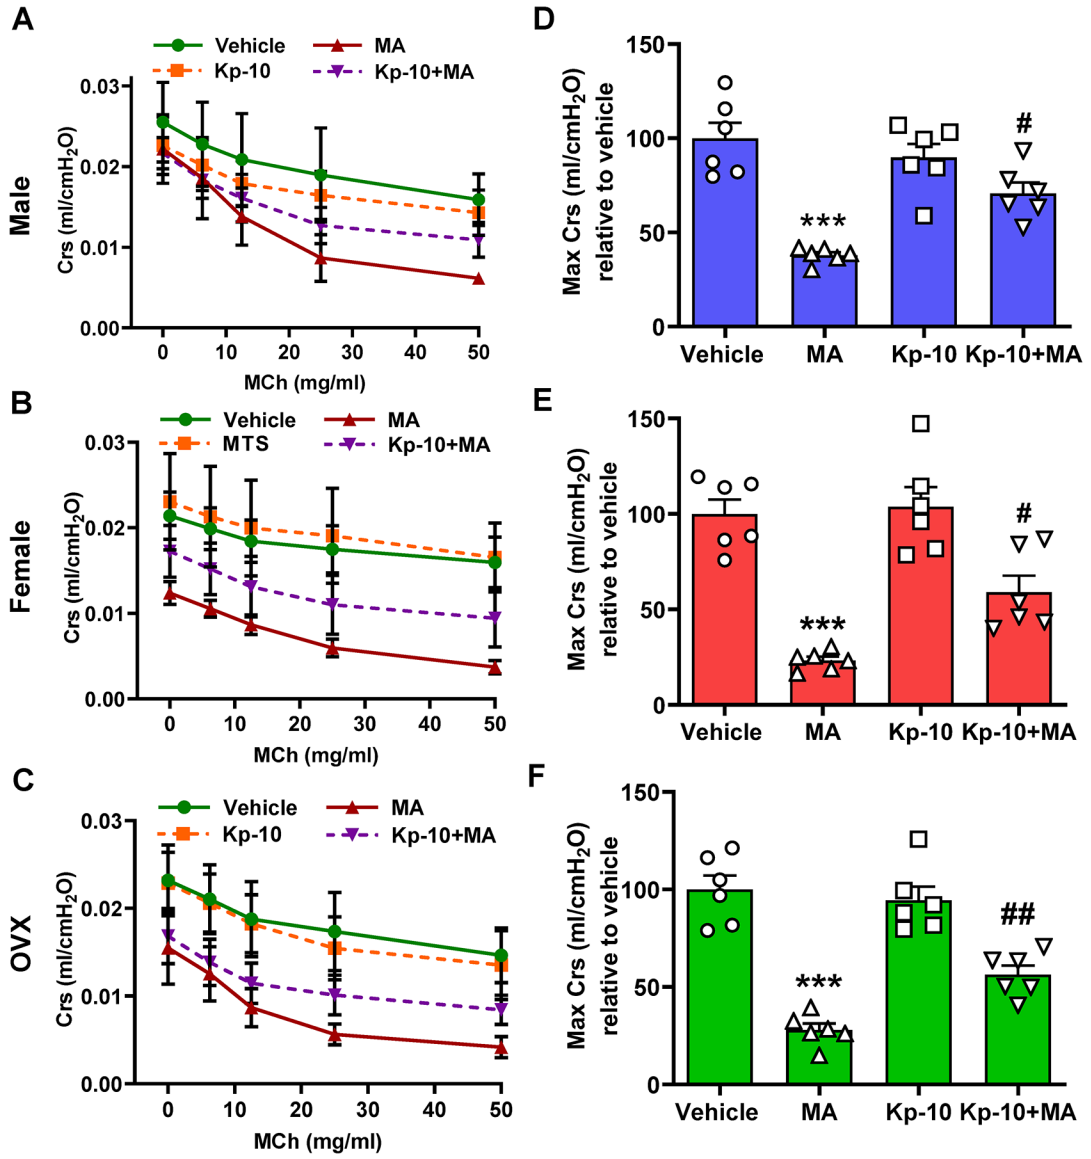 A
Vehicle MA
Kp-10 Kp-10+MA
Male
Crs (ml/cmH2O)
0.03
0.02
0.01
0.00
0 10 20 30 40 50
MCh (mg/ml)
D
Max Crs (ml/cmH2O)
relative to vehicle
150
100
50
0
***
#
Vehicle MA Kp-10 Kp-10+MA
B
Vehicle MA
MTS Kp-10+MA
Female
Crs (ml/cmH2O)
0.03
0.02
0.01
0.00
0 10 20 30 40 50
MCh (mg/ml)
E
Max Crs (ml/cmH2O)
relative to vehicle
150
100
50
0
***
#
Vehicle MA Kp-10 Kp-10+MA
C
Vehicle MA
Kp-10 Kp-10+MA
OVX
Crs (ml/cmH2O)
0.03
0.02
0.01
0.00
0 10 20 30 40 50
MCh (mg/ml)
F
Max Crs (ml/cmH2O)
relative to vehicle
150
100
50
0
***
##
Vehicle MA Kp-10 Kp-10+MA